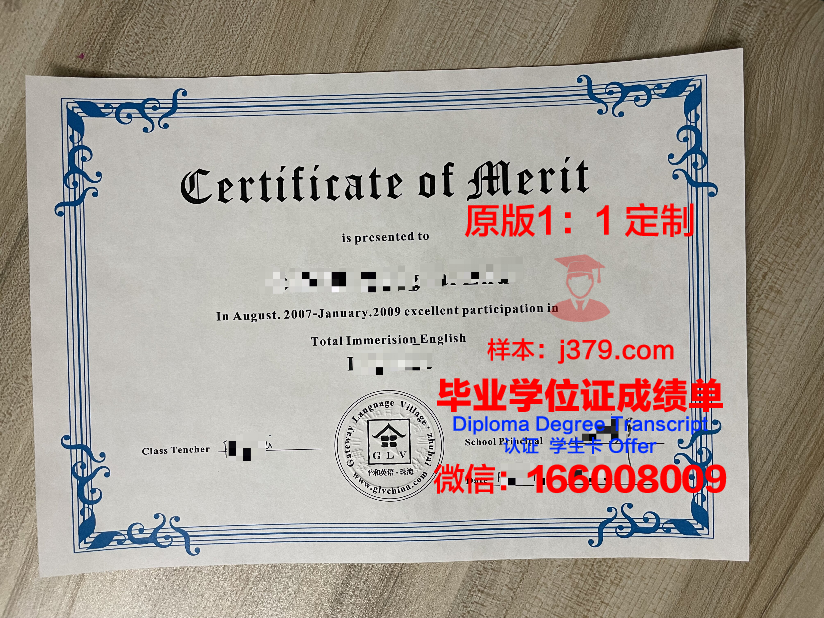 Certificate of Merit
原版1：1 定制
is presented to
In August. 2007-January.2009 excellent participation in
Total Immerision English
样本：j379.com
毕业学位证成绩单
Diploma Degree Transcript
认证 学生卡 Offer
微信：166008009
Class Tencher
School Principal
Date
Gateway Language Village · zhuhai
GLV
www.glvchina.com